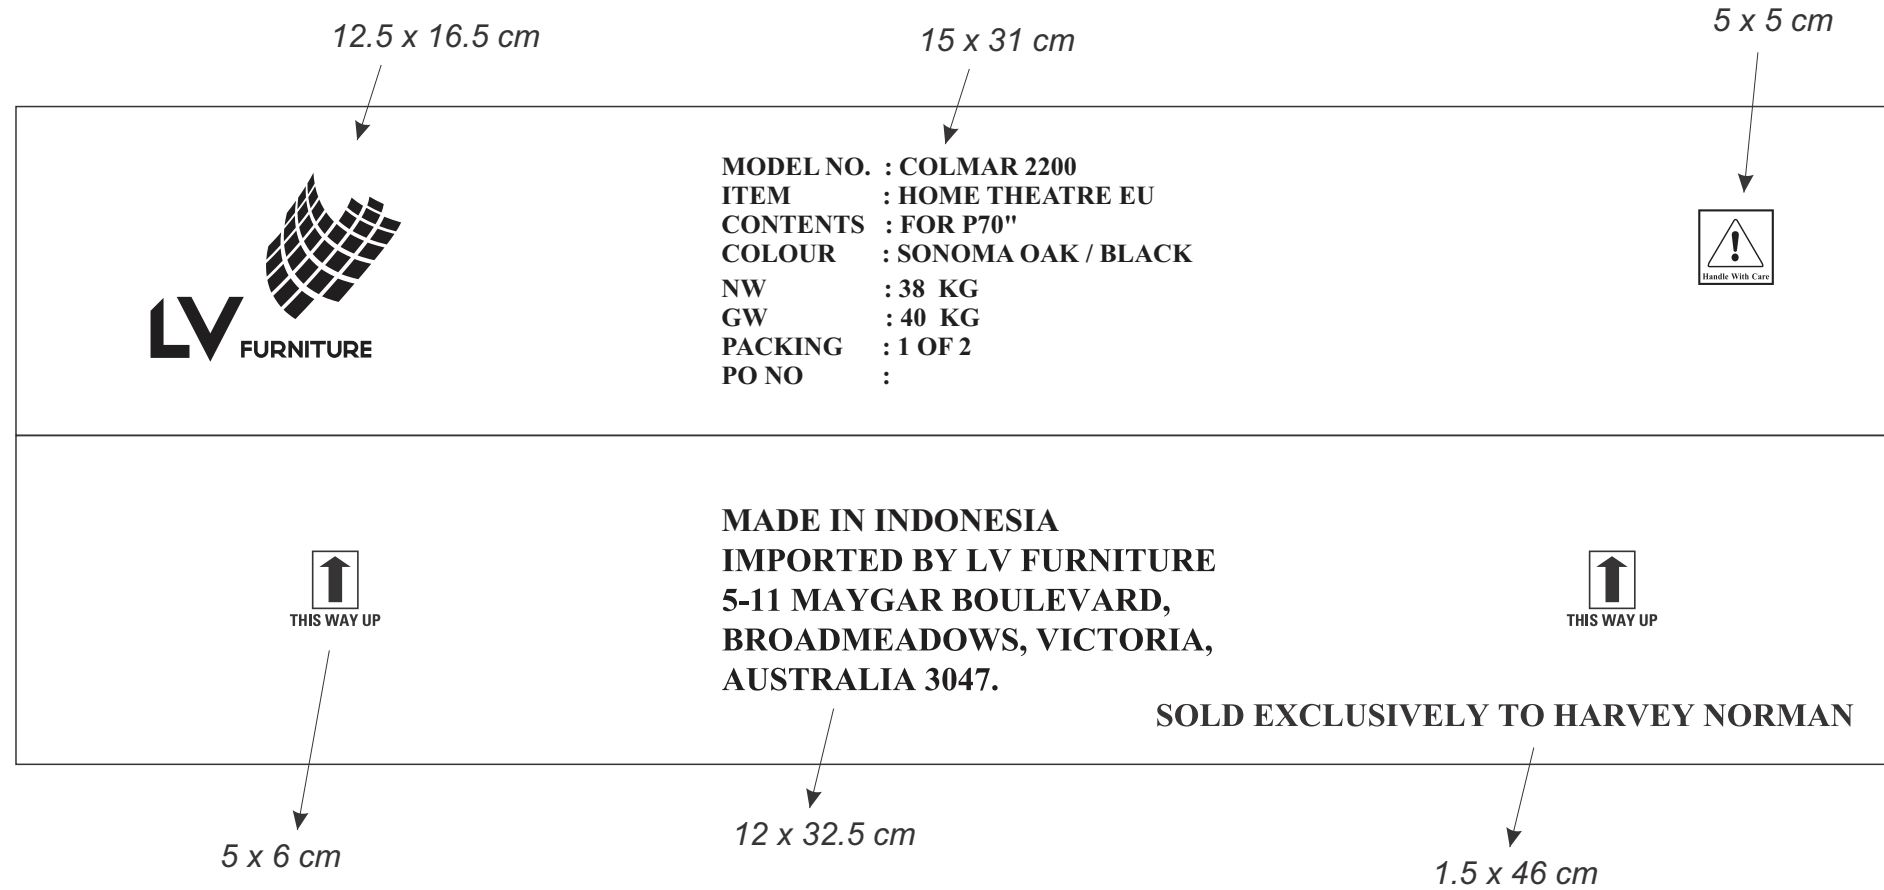 12.5 x 16.5 cm
15 x 31 cm
5 x 5 cm
LV FURNITURE
MODEL NO. : COLMAR 2200
ITEM : HOME THEATRE EU
CONTENTS : FOR P70"
COLOUR : SONOMA OAK / BLACK
NW : 38 KG
GW : 40 KG
PACKING : 1 OF 2
PO NO :
Handle With Care
THIS WAY UP
MADE IN INDONESIA
IMPORTED BY LV FURNITURE
5-11 MAYGAR BOULEVARD,
BROADMEADOWS, VICTORIA,
AUSTRALIA 3047.
THIS WAY UP
SOLD EXCLUSIVELY TO HARVEY NORMAN
5 x 6 cm
12 x 32.5 cm
1.5 x 46 cm